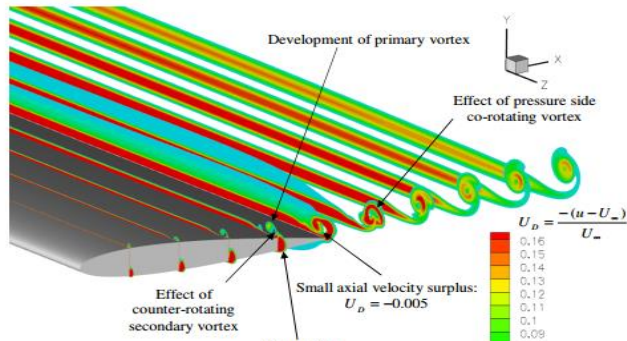 Development of primary vortex
Y
X
Z
Effect of pressure side
co-rotating vortex
U_D = −(u−U_∞) / U_∞
0.16
0.15
0.14
0.13
0.12
0.11
0.1
0.09
Small axial velocity surplus:
U_D = −0.005
Effect of
counter-rotating
secondary vortex